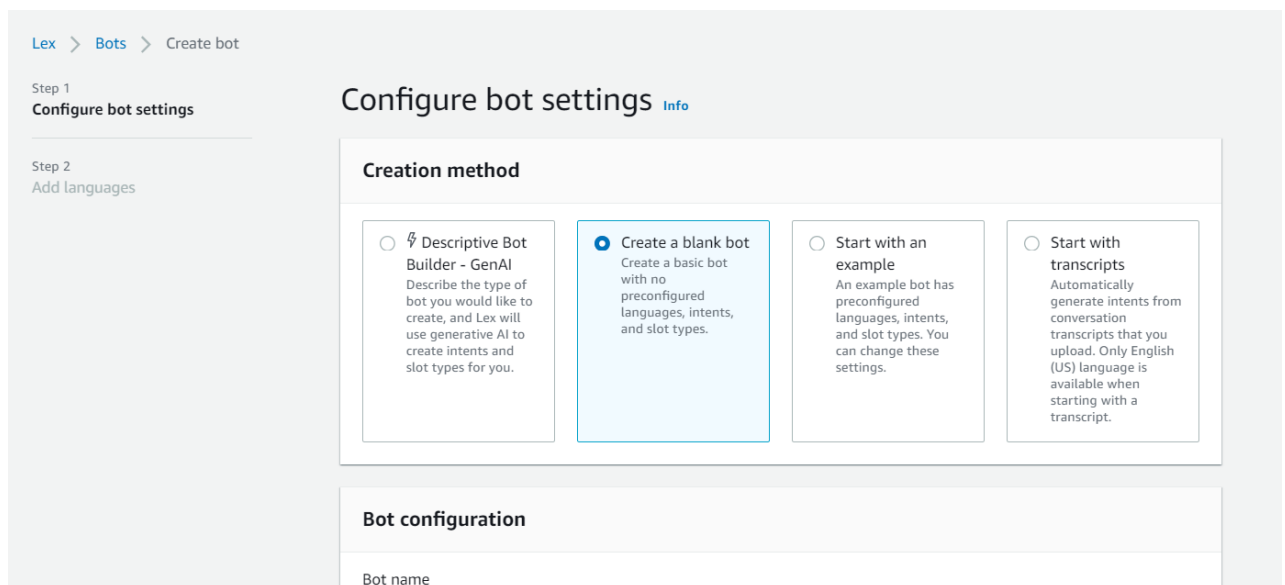 Lex > Bots > Create bot
Step 1
Configure bot settings
Step 2
Add languages
Configure bot settings Info
Creation method
Descriptive Bot
Builder - GenAI
Describe the type of
bot you would like to
create, and Lex will
use generative AI to
create intents and
slot types for you.
Create a blank bot
Create a basic bot
with no
preconfigured
languages, intents,
and slot types.
Start with an
example
An example bot has
preconfigured
languages, intents,
and slot types. You
can change these
settings.
Start with
transcripts
Automatically
generate intents from
conversation
transcripts that you
upload. Only English
(US) language is
available when
starting with a
transcript.
Bot configuration
Bot name